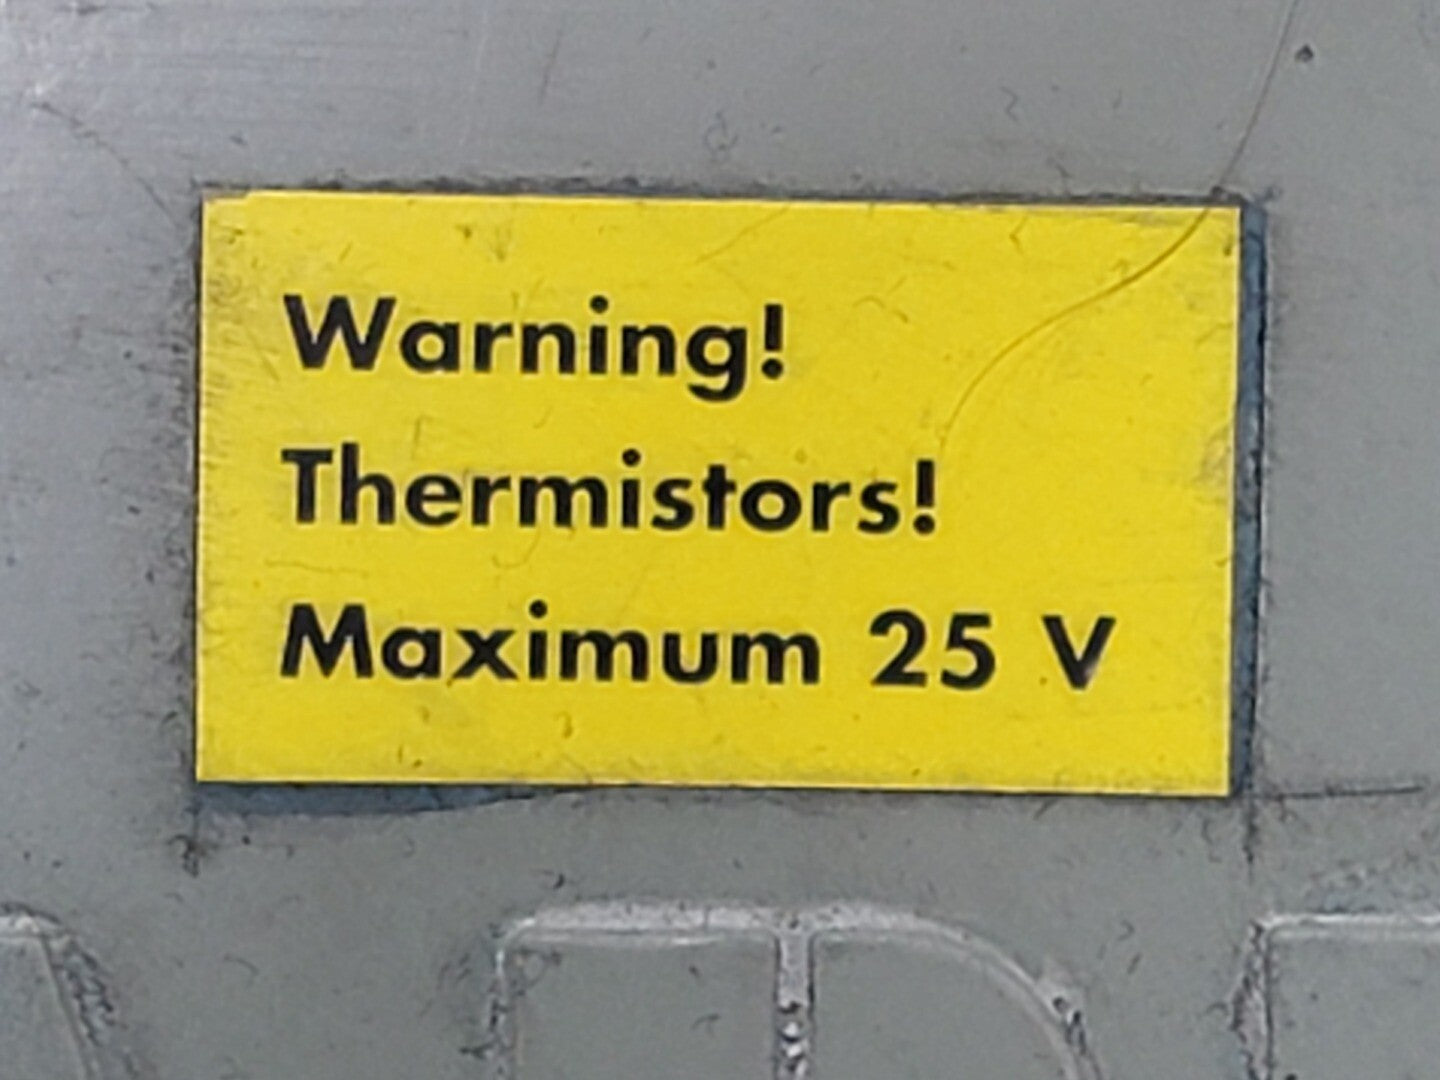 Warning!
Thermistors!
Maximum 25 V